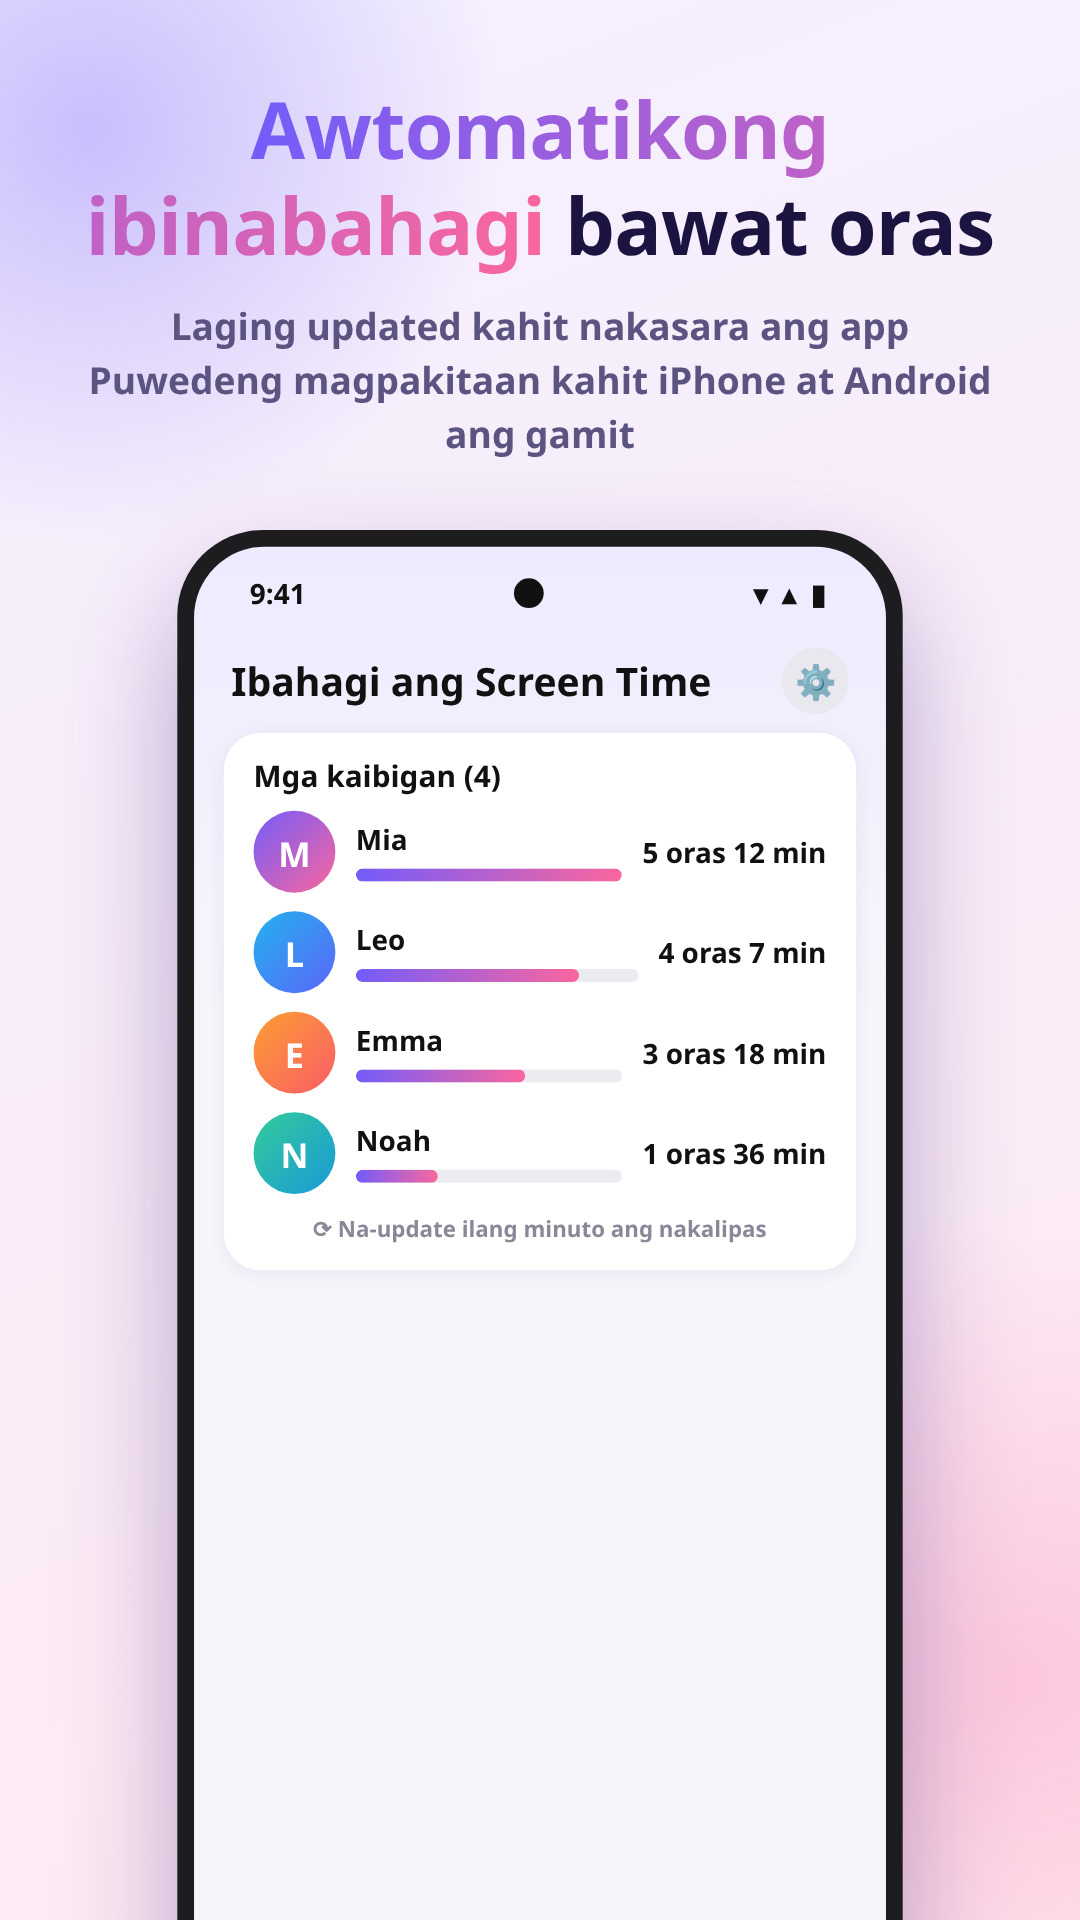 Awtomatikong
ibinabahagi bawat oras
Laging updated kahit nakasara ang app
Puwedeng magpakitaan kahit iPhone at Android
ang gamit
9:41
Ibahagi ang Screen Time
Mga kaibigan (4)
M
Mia
5 oras 12 min
L
Leo
4 oras 7 min
E
Emma
3 oras 18 min
N
Noah
1 oras 36 min
⟳ Na-update ilang minuto ang nakalipas